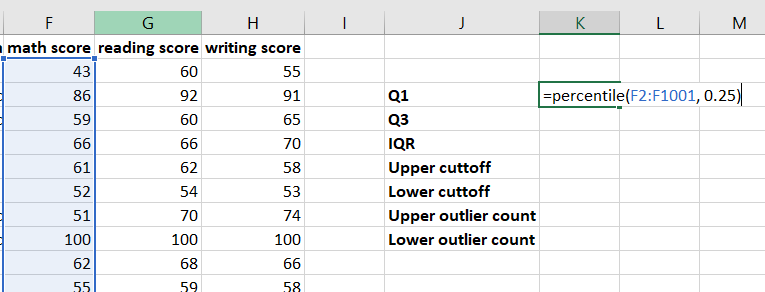 F G H I J K L M
math score reading score writing score
43 60 55
86 92 91 Q1 =percentile(F2:F1001, 0.25)
59 60 65 Q3
66 66 70 IQR
61 62 58 Upper cuttoff
52 54 53 Lower cuttoff
51 70 74 Upper outlier count
100 100 100 Lower outlier count
62 68 66
55 59 58